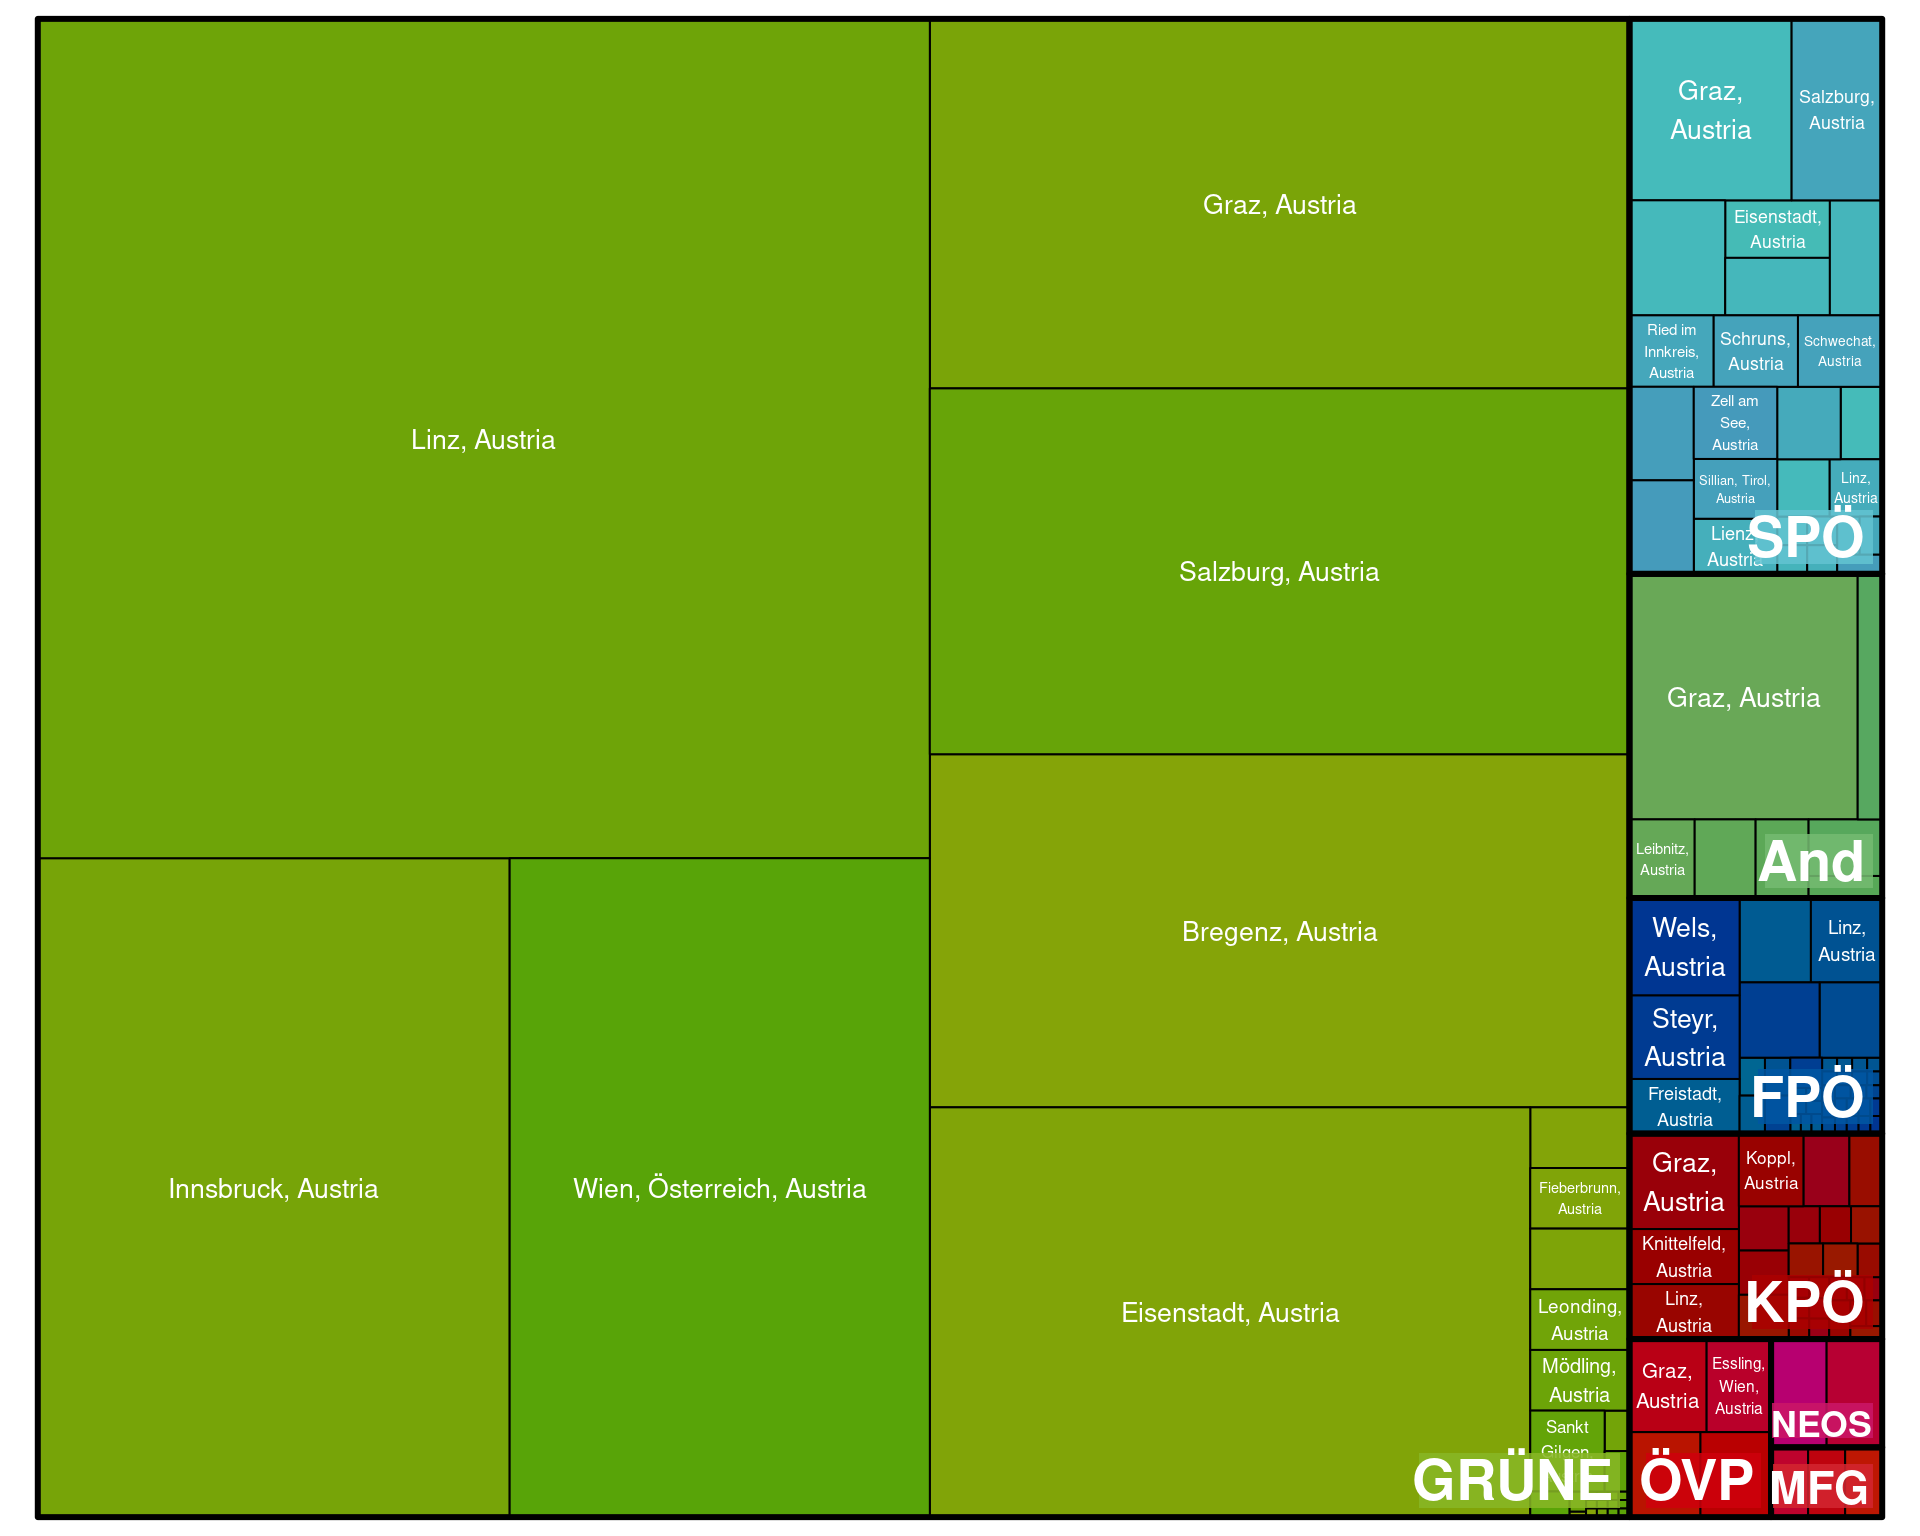 Linz, Austria
Innsbruck, Austria
Wien, Österreich, Austria
Graz, Austria
Salzburg, Austria
Bregenz, Austria
Eisenstadt, Austria
Fieberbrunn,
Austria
Leonding,
Austria
Mödling,
Austria
Sankt
Gilgen,
GRÜNE
Graz,
Austria
Salzburg,
Austria
Eisenstadt,
Austria
Ried im
Innkreis,
Austria
Schruns,
Austria
Schwechat,
Austria
Zell am
See,
Austria
Sillian, Tirol,
Austria
Linz,
Austria
Lienz,
Austria
SPÖ
Graz, Austria
Leibnitz,
Austria
And
Wels,
Austria
Linz,
Austria
Steyr,
Austria
Freistadt,
Austria
FPÖ
Graz,
Austria
Koppl,
Austria
Knittelfeld,
Austria
Linz,
Austria
KPÖ
Graz,
Austria
Essling,
Wien,
Austria
ÖVP
NEOS
MFG